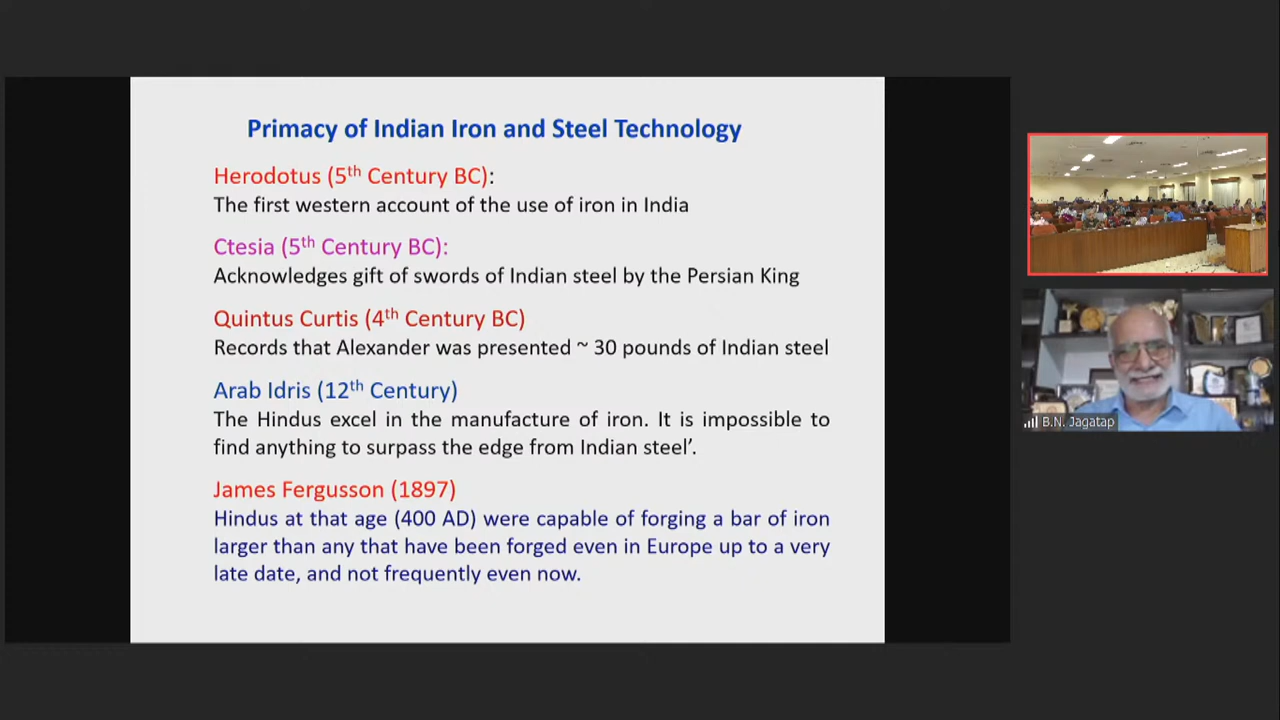 Primacy of Indian Iron and Steel Technology
Herodotus (5th Century BC):
The first western account of the use of iron in India
Ctesia (5th Century BC):
Acknowledges gift of swords of Indian steel by the Persian King
Quintus Curtis (4th Century BC)
Records that Alexander was presented ~ 30 pounds of Indian steel
Arab Idris (12th Century)
The Hindus excel in the manufacture of iron. It is impossible to
find anything to surpass the edge from Indian steel’.
James Fergusson (1897)
Hindus at that age (400 AD) were capable of forging a bar of iron
larger than any that have been forged even in Europe up to a very
late date, and not frequently even now.
B.N. Jagatap